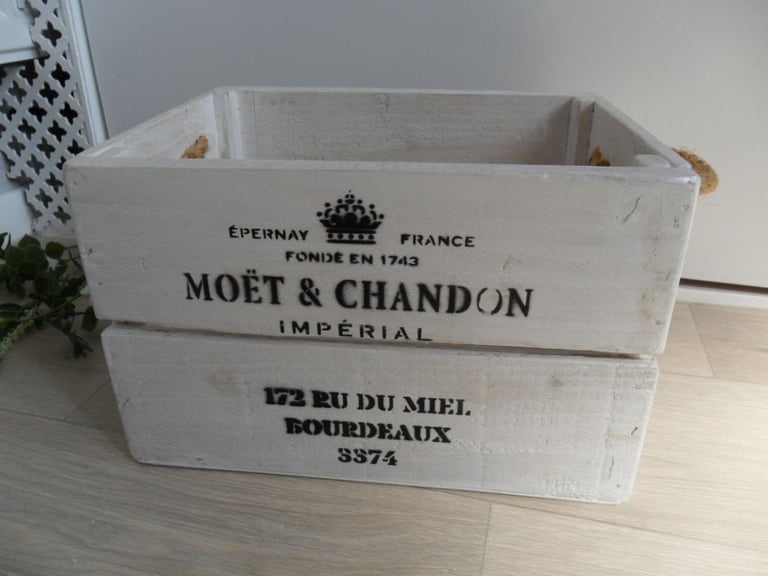 ÉPERNAY FRANCE
FONDÉ EN 1743
MOËT & CHANDON
IMPÉRIAL
172 RU DU MIEL
BOURDEAUX
3374